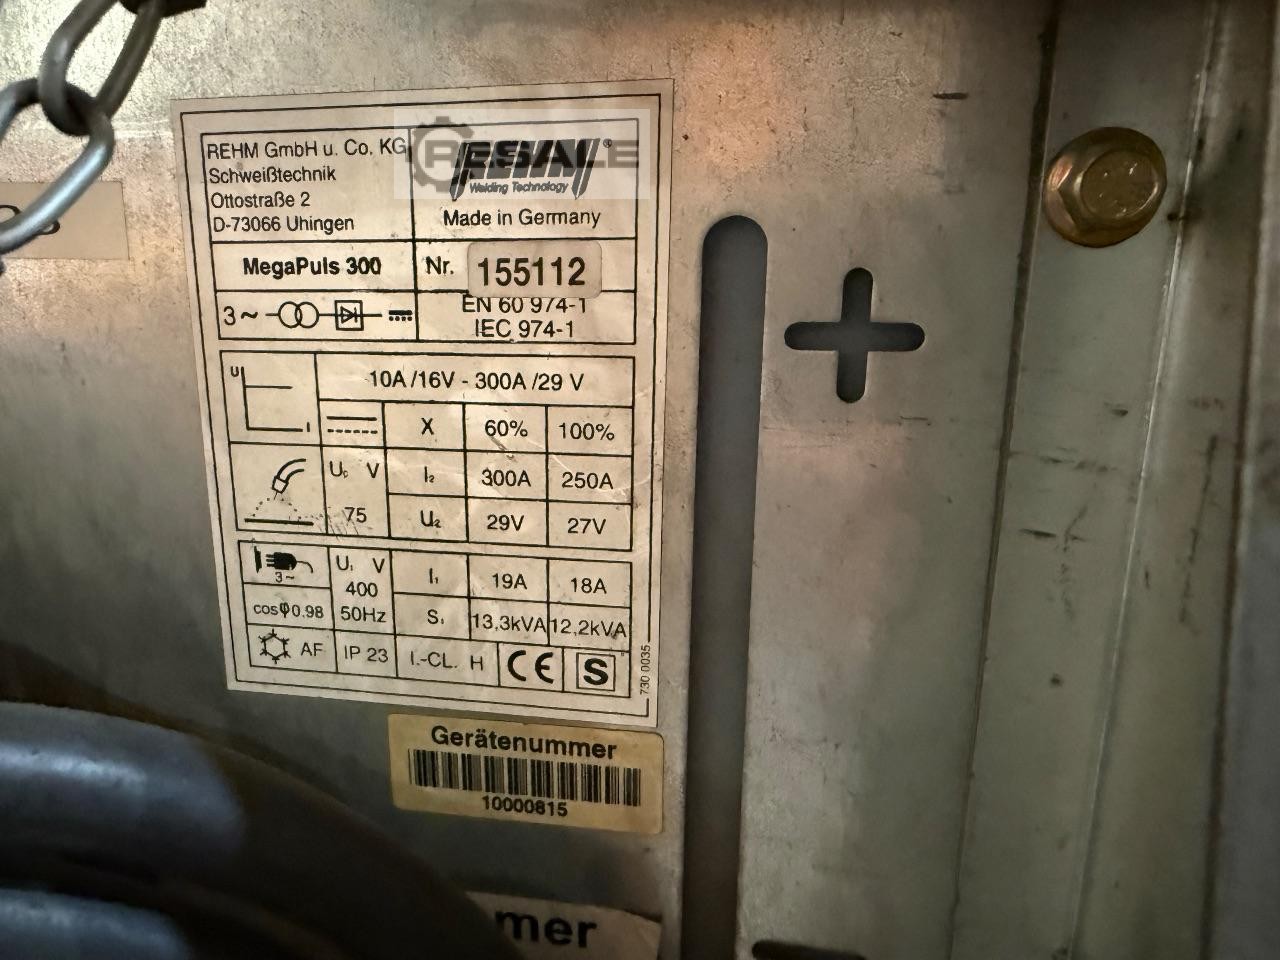 REHM GmbH u. Co. KG
Schweißtechnik
Ottostraße 2
D-73066 Uhingen
RESALE
®
Welding Technology
Made in Germany
MegaPuls 300
Nr. 155112
3~
EN 60 974-1
IEC 974-1
U
I
10A/16V - 300A/29 V
X 60% 100%
U₀ V
75
I₂ 300A 250A
U₂ 29V 27V
3~
U₁ V
400
50Hz
I₁ 19A 18A
cosφ0.98
S₁ 13,3kVA 12,2kVA
AF IP 23 I.-CL. H CE S
730 0035
Gerätenummer
10000815
mmer